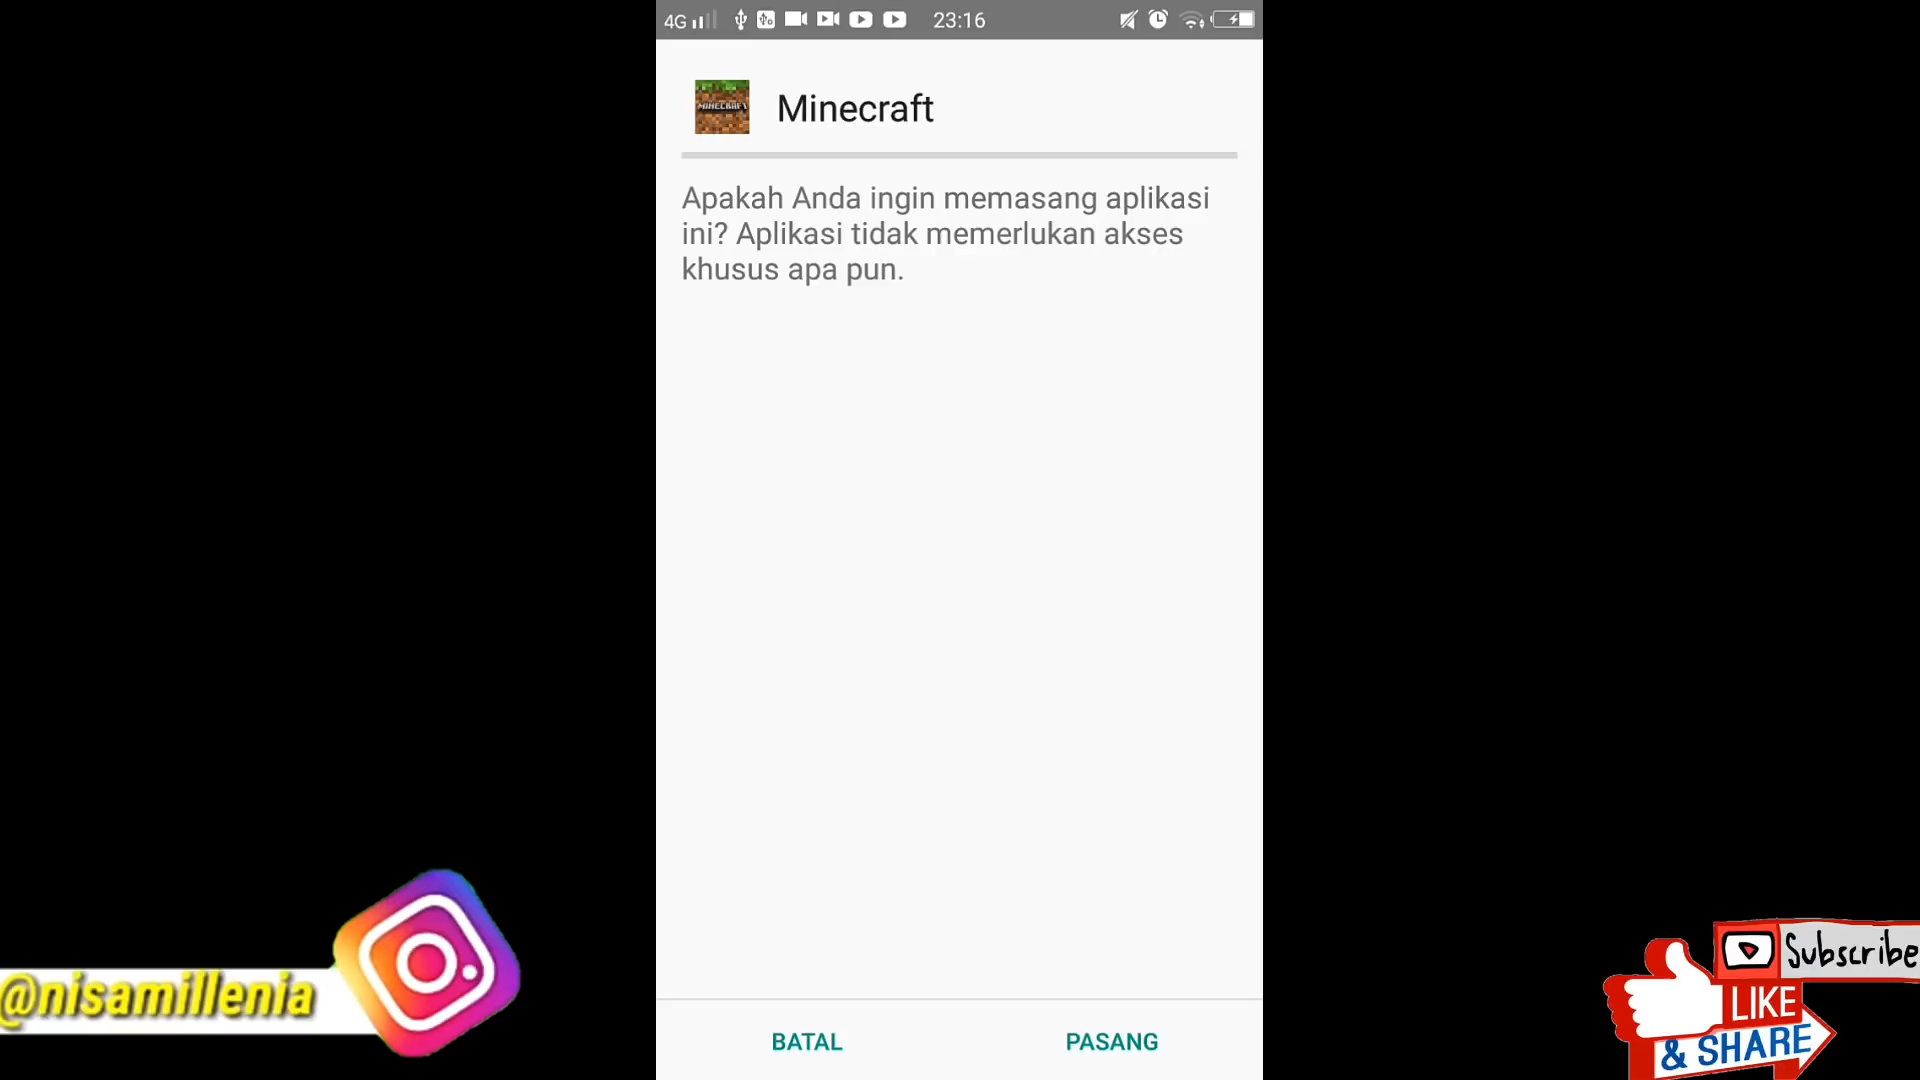 4G 23:16
MINECRAFT
Minecraft
Apakah Anda ingin memasang aplikasi
ini? Aplikasi tidak memerlukan akses
khusus apa pun.
@nisamillenia
Subscribe
LIKE
& SHARE
BATAL PASANG